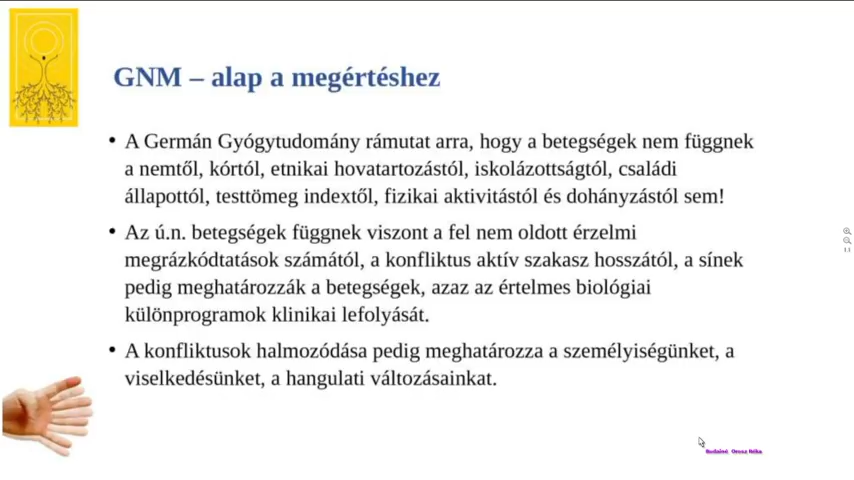 GNM – alap a megértéshez
• A Germán Gyógytudomány rámutat arra, hogy a betegségek nem függnek
a nemtől, kórtól, etnikai hovatartozástól, iskolázottságtól, családi
állapottól, testtömeg indextől, fizikai aktivitástól és dohányzástól sem!
• Az ú.n. betegségek függnek viszont a fel nem oldott érzelmi
megrázkódtatások számától, a konfliktus aktív szakasz hosszától, a sínek
pedig meghatározzák a betegségek, azaz az értelmes biológiai
különprogramok klinikai lefolyását.
• A konfliktusok halmozódása pedig meghatározza a személyiségünket, a
viselkedésünket, a hangulati változásainkat.
Budainé Orosz Réka